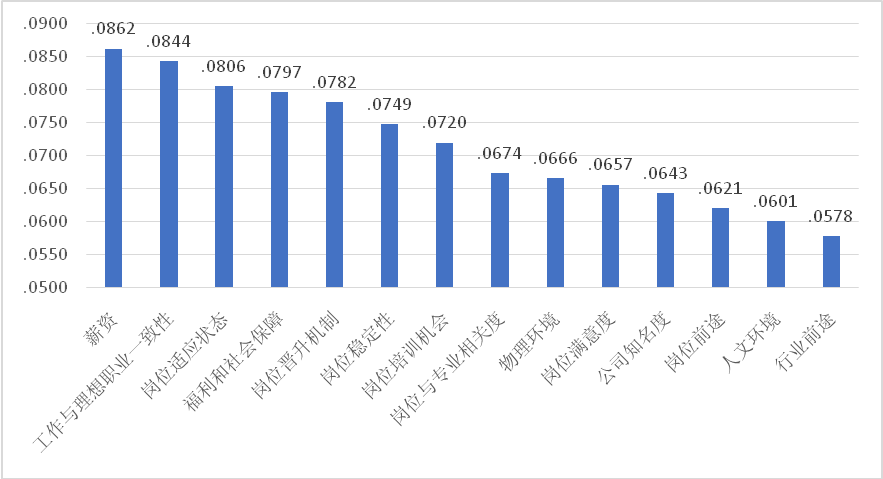 .0900
.0850
.0800
.0750
.0700
.0650
.0600
.0550
.0500
.0862
.0844
.0806
.0797
.0782
.0749
.0720
.0674
.0666
.0657
.0643
.0621
.0601
.0578
薪资
工作与理想职业一致性
岗位适应状态
福利和社会保障
岗位晋升机制
岗位稳定性
岗位培训机会
岗位与专业相关度
物理环境
岗位满意度
公司知名度
岗位前途
人文环境
行业前途